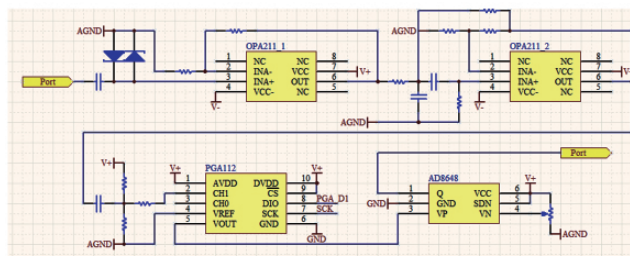 AGND
OPA211_1
1 NC NC 8
2 INA- NC 7
3 INA+ VCC 6
4 VCC- OUT 5
NC
V+
V-
Port
AGND
OPA211_2
1 NC NC 8
2 INA- VCC 7
3 INA+ OUT 6
4 VCC- NC 5
V+
V-
AGND
V+
V+
PGA112
1 AVDD DVDD 10
2 CH1 CS 9
3 CH0 DIO 8
4 VREF SCK 7
5 VOUT GND 6
V+
PGA_D1
SCK
GND
AGND
Port
AD8648
1 Q VCC 6
2 GND SDN 5
3 VP VN 4
GND
V+
AGND